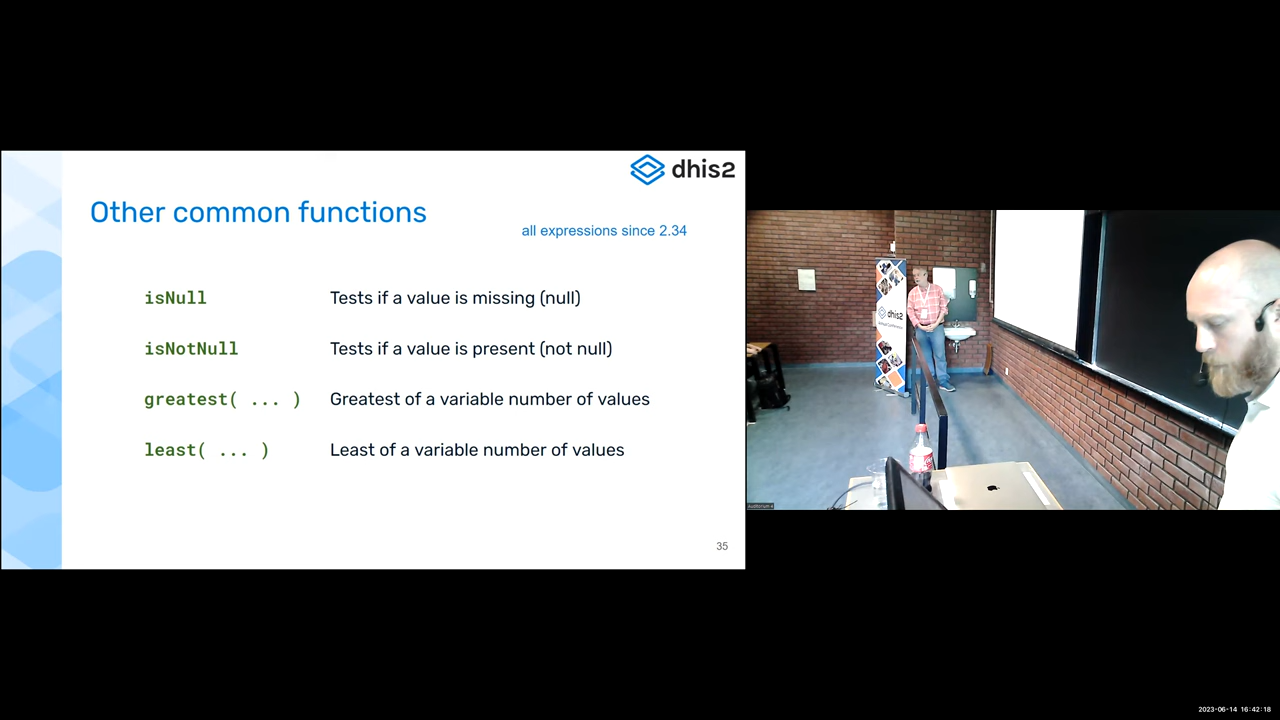 dhis2
Other common functions
all expressions since 2.34
isNull Tests if a value is missing (null)
isNotNull Tests if a value is present (not null)
greatest( ... ) Greatest of a variable number of values
least( ... ) Least of a variable number of values
35
dhis2
2023-06-14 16:42:18